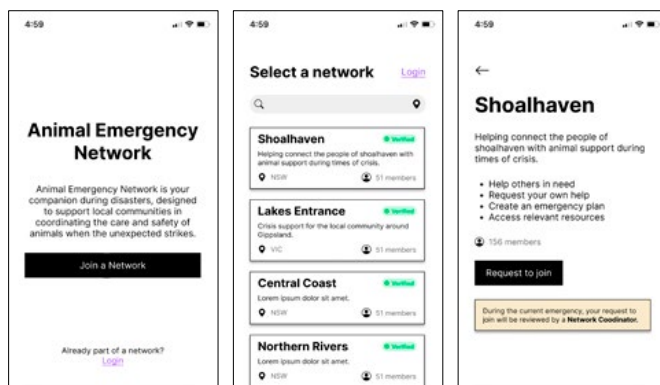 4:59
Animal Emergency
Network
Animal Emergency Network is your
companion during disasters, designed
to support local communities in
coordinating the care and safety of
animals when the unexpected strikes.
Join a Network
Already part of a network?
Login
4:59
Select a network
Login
Shoalhaven
Verified
Helping connect the people of shoalhaven with
animal support during times of crisis.
NSW
51 members
Lakes Entrance
Verified
Crisis support for the local community around
Gippsland.
VIC
51 members
Central Coast
Verified
Lorem ipsum dolor sit amet.
NSW
51 members
Northern Rivers
Verified
Lorem ipsum dolor sit amet.
NSW
51 members
4:59
Shoalhaven
Helping connect the people of
shoalhaven with animal support during
times of crisis.
• Help others in need
• Request your own help
• Create an emergency plan
• Access relevant resources
156 members
Request to join
During the current emergency, your request to
join will be reviewed by a Network Coodinator.